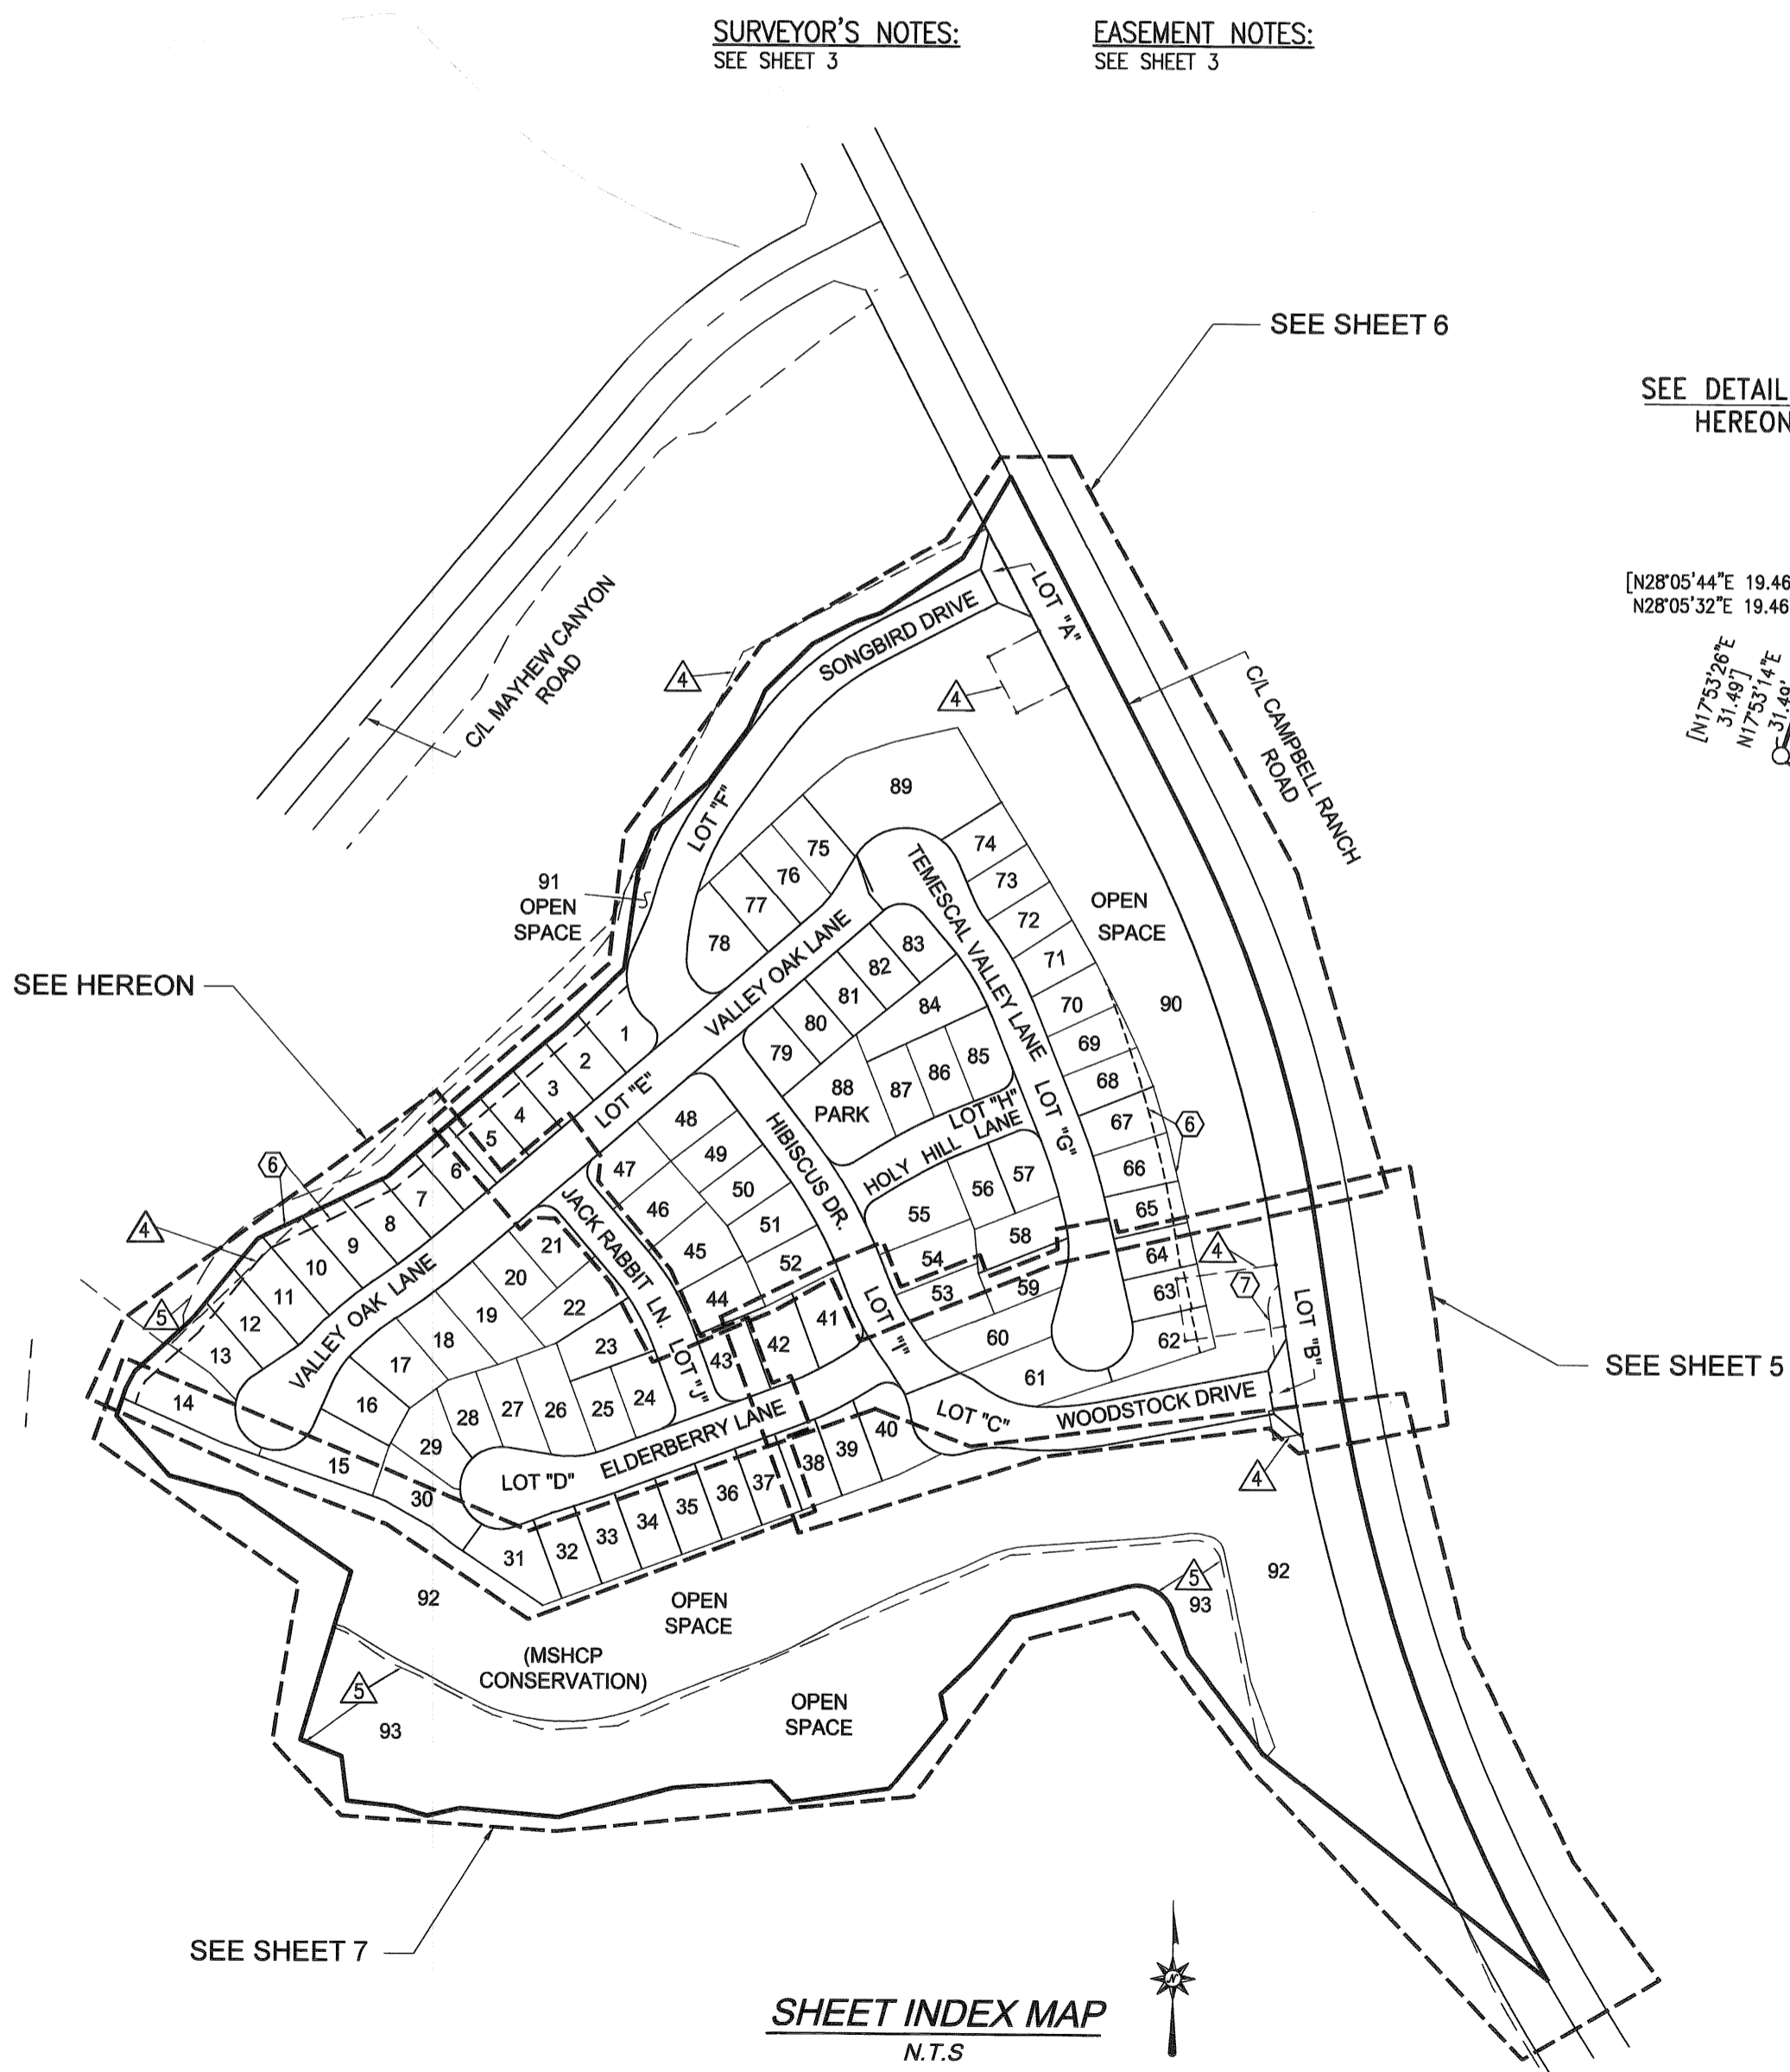 SURVEYOR'S NOTES:
SEE SHEET 3
EASEMENT NOTES:
SEE SHEET 3
SEE SHEET 6
SEE DETAIL
HEREON
[N28°05'44"E 19.46
N28°05'32"E 19.46
[N17°53'26"E
31.49']
N17°53'14"E
31.49'
C/L MAYHEW CANYON
ROAD
LOT "A"
SONGBIRD DRIVE
4
4
C/L CAMPBELL RANCH
ROAD
LOT "F"
89
75
74
76
73
77
72
78
71
91
OPEN
SPACE
TEMESCAL VALLEY LANE
OPEN
SPACE
90
VALLEY OAK LANE
83
82
81
80
79
84
70
69
68
67
66
65
SEE HEREON
1
2
3
4
5
6
7
8
9
10
11
12
13
14
LOT "E"
88
PARK
87
86
85
LOT "H"
HOLY HILL LANE
LOT "G"
6
6
4
5
48
49
50
51
52
47
46
45
44
HIBISCUS DR.
55
56
57
58
54
53
59
60
61
64
63
62
4
7
JACK RABBIT LN.
LOT "J"
21
20
19
18
17
16
15
22
23
24
25
26
27
28
29
30
VALLEY OAK LANE
43
42
41
LOT "I"
LOT "B"
SEE SHEET 5
LOT "C"
WOODSTOCK DRIVE
4
LOT "D"
ELDERBERRY LANE
31
32
33
34
35
36
37
38
39
40
92
OPEN
SPACE
92
5
93
(MSHCP
CONSERVATION)
5
93
OPEN
SPACE
SEE SHEET 7
N
SHEET INDEX MAP
N.T.S